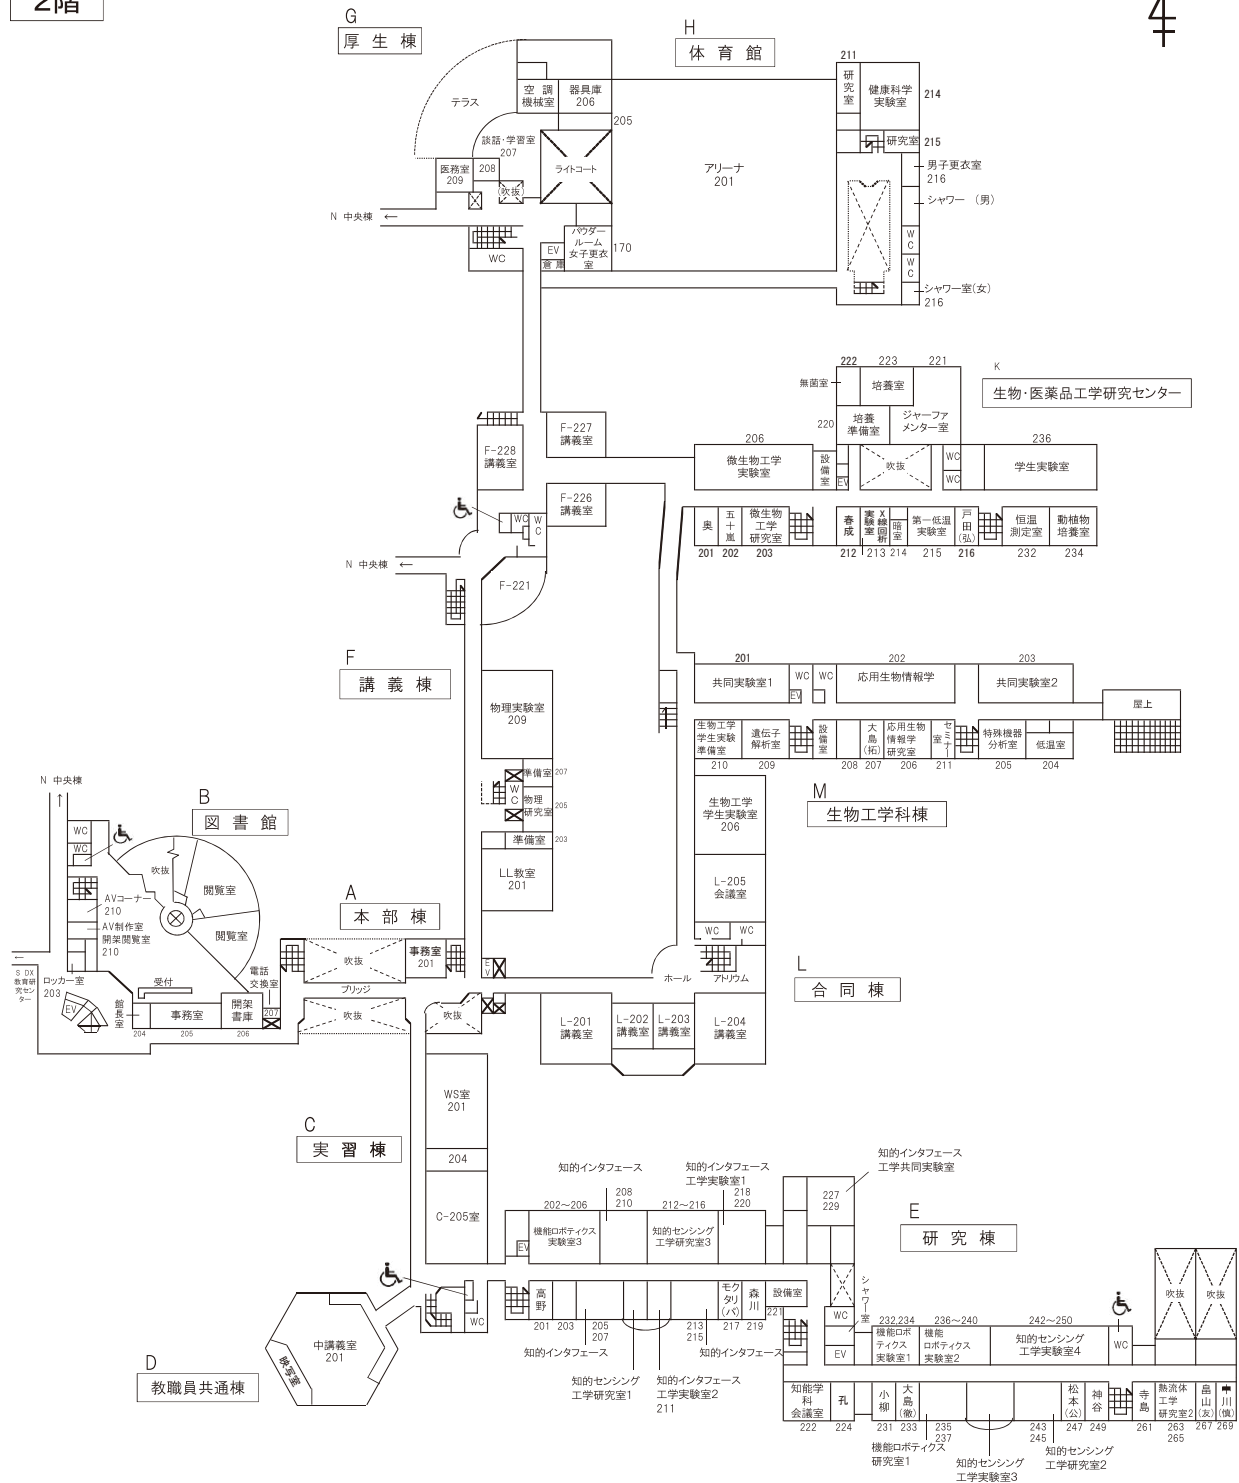 2階
G
厚生棟
H
体育館
テラス
空調
機械室
器具庫
206
205
談話・学習室
207
医務室
209
208
(吹抜)
ライトコート
アリーナ
201
211
研究室
健康科学
実験室
214
研究室
215
男子更衣室
216
シャワー（男）
WC
WC
シャワー室(女)
216
N 中央棟 ←
WC
EV
倉庫
パウダー
ルーム
女子更衣
室
170
K
生物・医薬品工学研究センター
222
223
221
無菌室
培養室
220
培養
準備室
ジャーファ
メンター室
206
微生物工学
実験室
設備室
EV
吹抜
WC
WC
236
学生実験室
奥
201
五十嵐
202
微生物
工学
研究室
203
春成
212
X線回折
実験室
213
暗室
214
第一低温
実験室
215
戸田(弘)
216
恒温
測定室
232
動植物
培養室
234
F-227
講義室
F-228
講義室
F-226
講義室
WC
WC
N 中央棟 ←
F-221
F
講義棟
201
共同実験室1
WC
EV
WC
202
応用生物情報学
203
共同実験室2
屋上
生物工学
学生実験
準備室
210
遺伝子
解析室
209
設備室
208
大島(拓)
207
応用生物
情報学
研究室
206
セミナー室
211
特殊機器
分析室
205
低温室
204
M
生物工学科棟
物理実験室
209
準備室
207
WC
物理
研究室
205
準備室
203
LL教室
201
生物工学
学生実験室
206
L-205
会議室
WC
WC
N 中央棟
↑
B
図書館
WC
WC
吹抜
閲覧室
閲覧室
AVコーナー
210
AV制作室
開架閲覧室
210
←
S DX
教育研
究セン
ター
ロッカー室
203
EV
受付
館長室
204
事務室
205
開架
書庫
206
電話
交換室
207
A
本部棟
吹抜
事務室
201
ブリッジ
吹抜
吹抜
EV
ホール
アトリウム
L
合同棟
L-201
講義室
L-202
講義室
L-203
講義室
L-204
講義室
C
実習棟
WS室
201
204
C-205室
WC
D
教職員共通棟
中講義室
201
映写室
E
研究棟
知的インタフェース
工学共同実験室
227
229
知的インタフェース
208
210
知的インタフェース
工学実験室1
218
220
202～206
機能ロボティクス
実験室3
EV
212～216
知的センシング
工学研究室3
高野
201
203
205
207
知的インタフェース
知的センシング
工学研究室1
知的インタフェース
工学実験室2
211
213
215
知的インタフェース
モクタリ(パ)
217
森川
219
設備室
221
シャワー室
WC
EV
232,234
機能ロボ
ティクス
実験室1
236～240
機能
ロボティクス
実験室2
242～250
知的センシング
工学実験室4
WC
吹抜
吹抜
知能学
科
会議室
222
孔
224
小柳
231
大島(徹)
233
235
237
機能ロボティクス
研究室1
知的センシング
工学実験室3
243
245
知的センシング
工学研究室2
松本(公)
247
神谷
249
寺島
261
熱流体
工学
研究室2
263
265
畠山(友)
267
中川(慎)
269